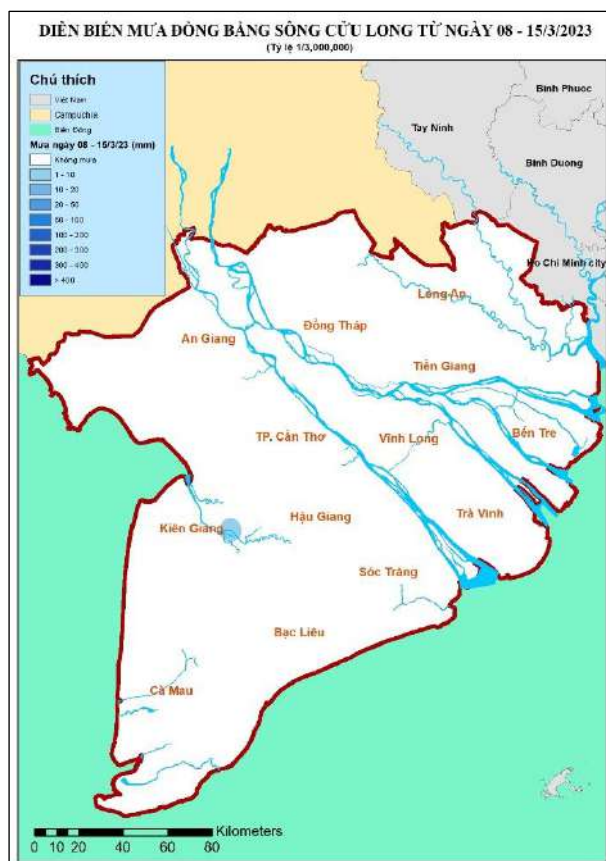 DIỄN BIẾN MƯA ĐỒNG BẰNG SÔNG CỬU LONG TỪ NGÀY 08 - 15/3/2023
(Tỷ lệ 1/3,000,000)
Chú thích
Việt Nam
Campuchia
Biển Đông
Mưa ngày 08 - 15/3/23 (mm)
Không mưa
1 - 10
10 - 20
20 - 50
50 - 100
100 - 200
200 - 300
300 - 400
> 400
Binh Phuoc
Tay Ninh
Binh Duong
Ho Chi Minh city
Long An
Đồng Tháp
An Giang
Tiền Giang
Bến Tre
TP. Cần Thơ
Vĩnh Long
Trà Vinh
Hậu Giang
Kiên Giang
Sóc Trăng
Bạc Liêu
Cà Mau
Kilometers
0 10 20 40 60 80